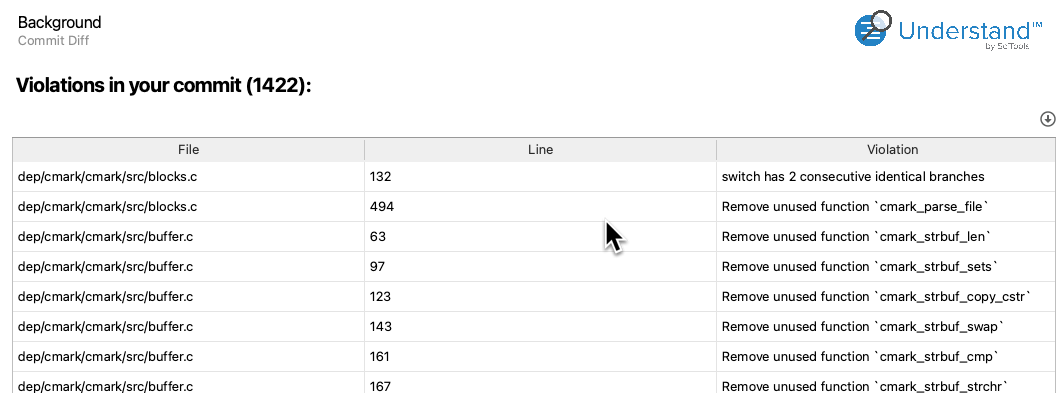 Background
Commit Diff
Understand™
by SciTools
Violations in your commit (1422):
File Line Violation
dep/cmark/cmark/src/blocks.c 132 switch has 2 consecutive identical branches
dep/cmark/cmark/src/blocks.c 494 Remove unused function `cmark_parse_file`
dep/cmark/cmark/src/buffer.c 63 Remove unused function `cmark_strbuf_len`
dep/cmark/cmark/src/buffer.c 97 Remove unused function `cmark_strbuf_sets`
dep/cmark/cmark/src/buffer.c 123 Remove unused function `cmark_strbuf_copy_cstr`
dep/cmark/cmark/src/buffer.c 143 Remove unused function `cmark_strbuf_swap`
dep/cmark/cmark/src/buffer.c 161 Remove unused function `cmark_strbuf_cmp`
dep/cmark/cmark/src/buffer.c 167 Remove unused function `cmark_strbuf_strchr`